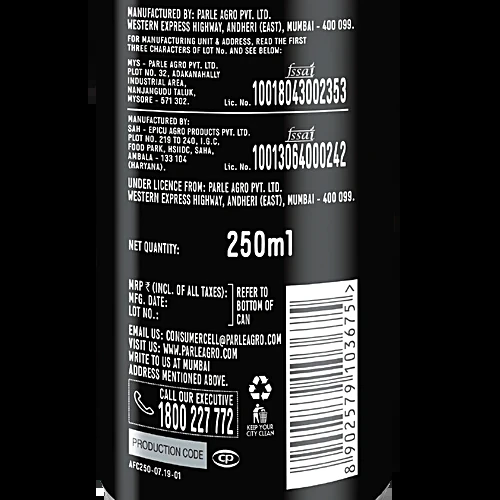 MANUFACTURED BY: PARLE AGRO PVT. LTD.
WESTERN EXPRESS HIGHWAY, ANDHERI (EAST), MUMBAI - 400 099.
FOR MANUFACTURING UNIT & ADDRESS, READ THE FIRST
THREE CHARACTERS OF LOT No. AND SEE BELOW:
MYS - PARLE AGRO PVT. LTD.
PLOT NO. 32, ADAKANAHALLY
INDUSTRIAL AREA,
NANJANGUDU TALUK,
MYSORE - 571 302.
fssai
Lic. No. 10018043002353
MANUFACTURED BY:
SAH - EPICU AGRO PRODUCTS PVT. LTD.
PLOT NO. 219 TO 240, I.G.C.
FOOD PARK, HSIIDC, SAHA,
AMBALA - 133 104
(HARYANA).
fssai
Lic. No. 10013064000242
UNDER LICENCE FROM: PARLE AGRO PVT. LTD.
WESTERN EXPRESS HIGHWAY, ANDHERI (EAST), MUMBAI - 400 099.
NET QUANTITY: 250ml
MRP ₹ (INCL. OF ALL TAXES):
MFG. DATE:
LOT NO.:
REFER TO
BOTTOM OF
CAN
EMAIL US: CONSUMERCELL@PARLEAGRO.COM
VISIT US: WWW.PARLEAGRO.COM
WRITE TO US AT MUMBAI
ADDRESS MENTIONED ABOVE.
CALL OUR EXECUTIVE
1800 227 772
KEEP YOUR
CITY CLEAN
PRODUCTION CODE
CP
AFC250-07.19-01
8 902579 103675 >